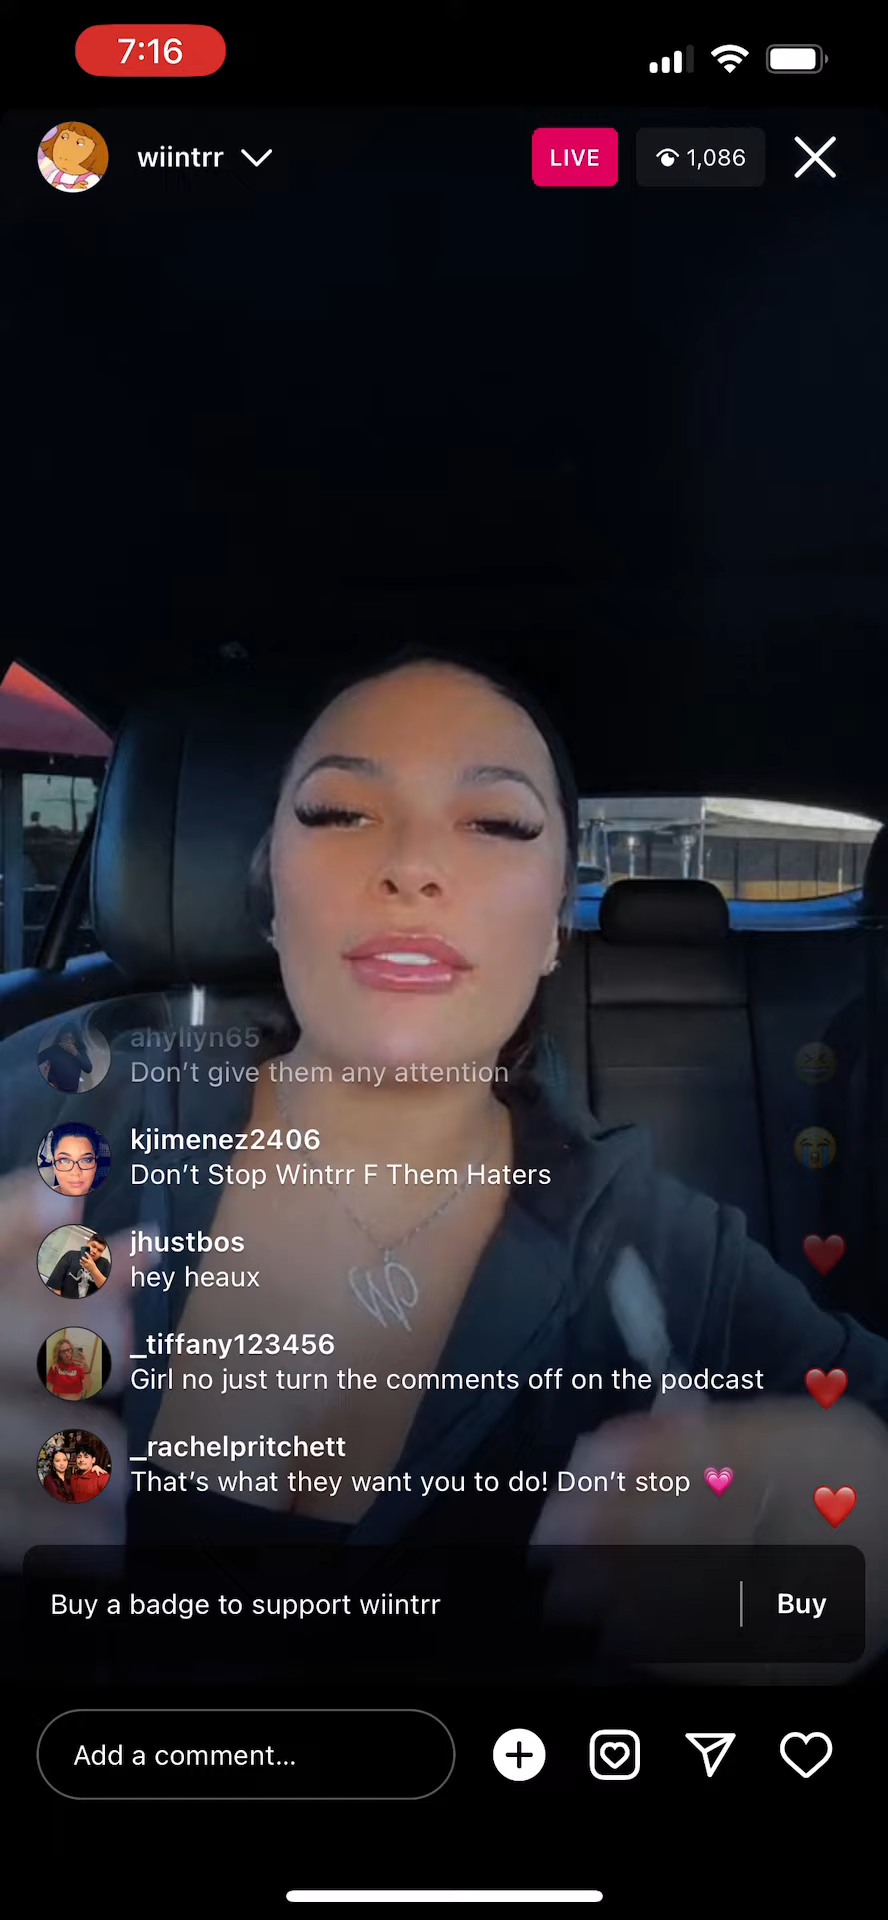 7:16
wiintrr
LIVE
1,086
ahyliyn65
Don’t give them any attention
kjimenez2406
Don’t Stop Wintrr F Them Haters
jhustbos
hey heaux
_tiffany123456
Girl no just turn the comments off on the podcast
_rachelpritchett
That’s what they want you to do! Don’t stop 💗
Buy a badge to support wiintrr
Buy
Add a comment...